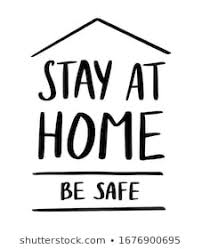 STAY AT
HOME
BE SAFE
shutterstock.com • 1676900695